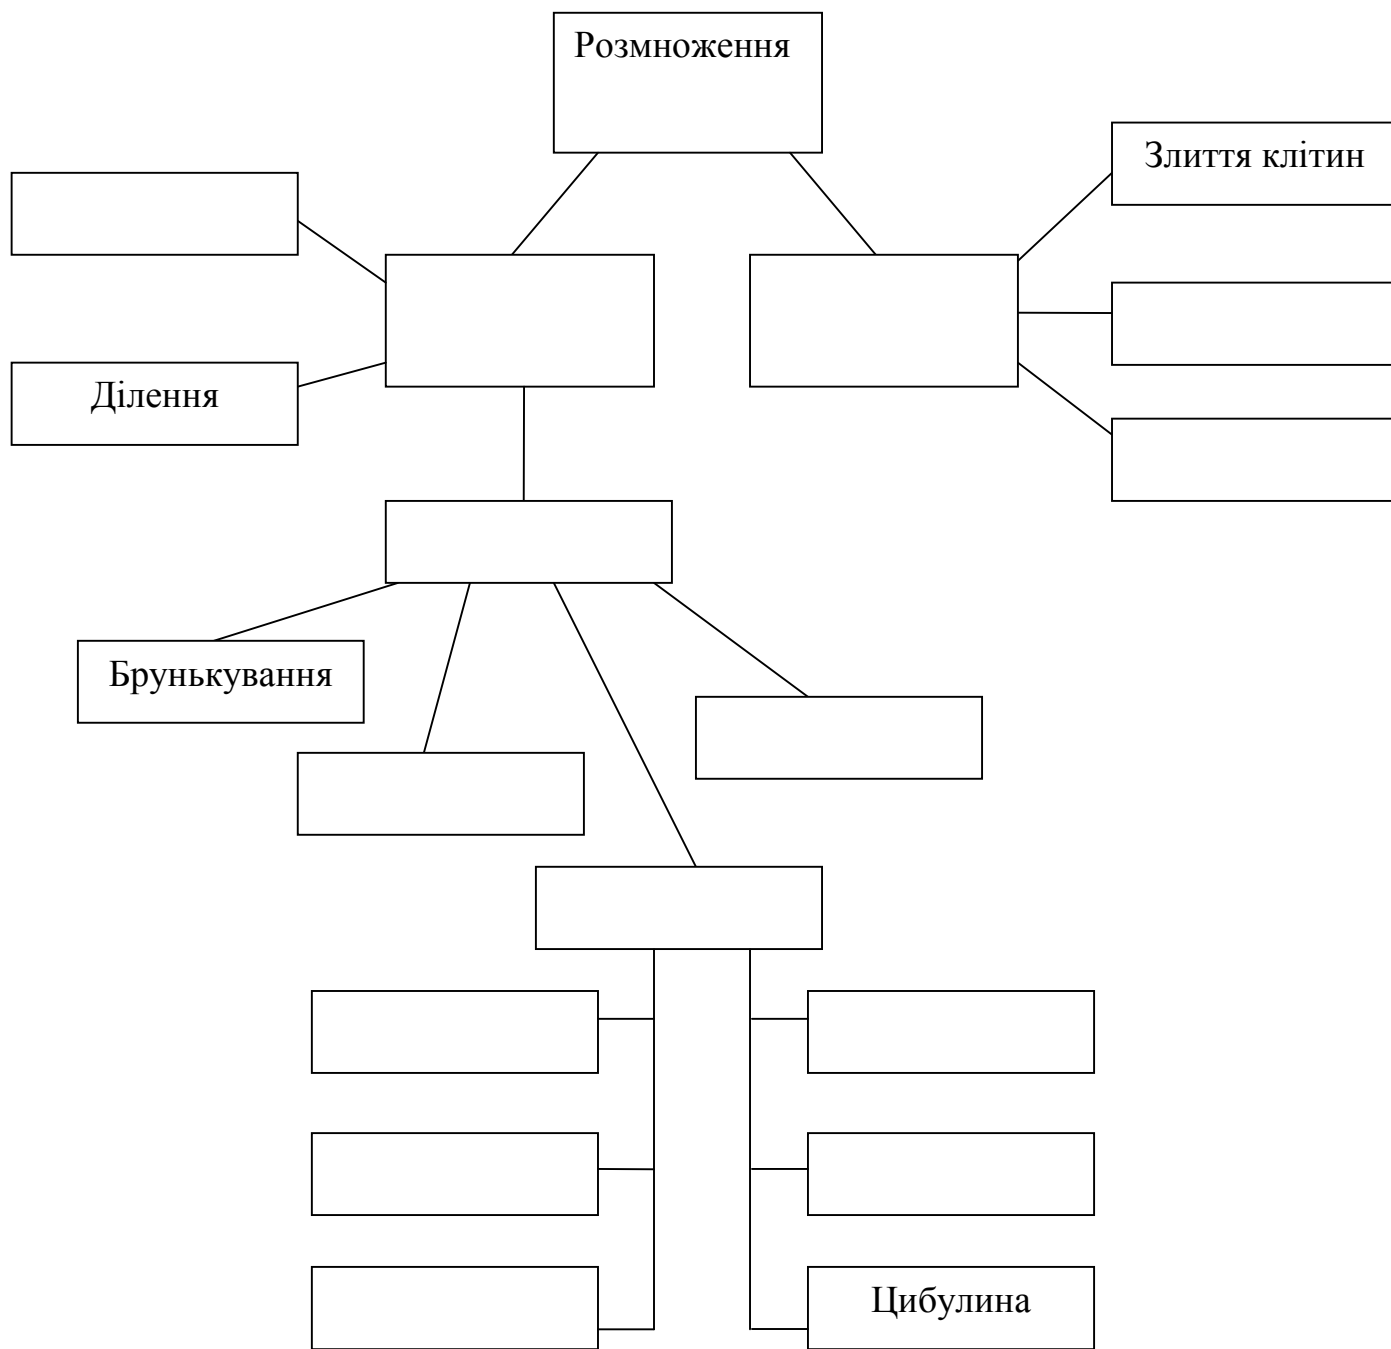 Розмноження
Злиття клітин
Ділення
Брунькування
Цибулина